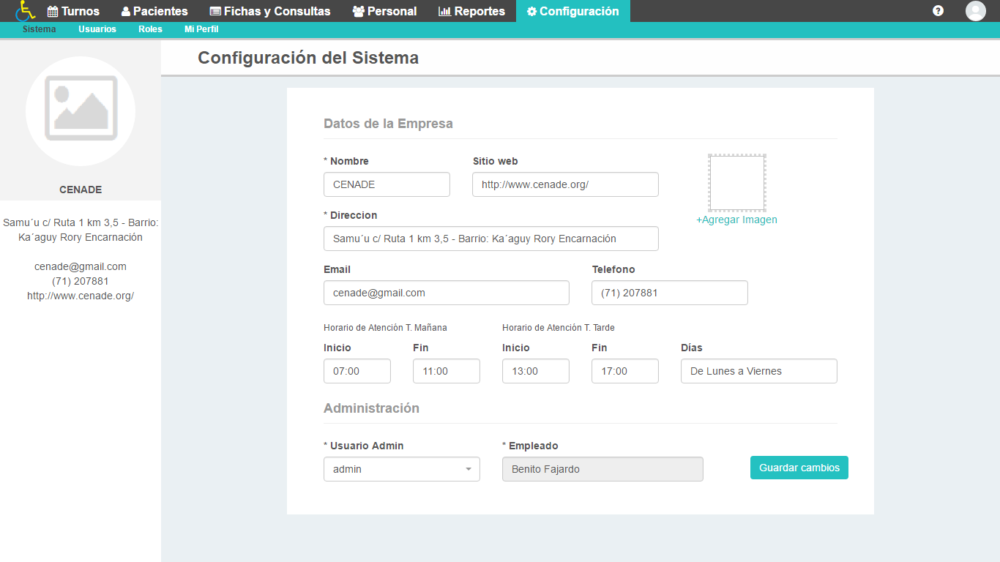 Turnos Pacientes Fichas y Consultas Personal Reportes Configuración
Sistema Usuarios Roles Mi Perfil
Configuración del Sistema
CENADE
Samu´u c/ Ruta 1 km 3,5 - Barrio:
Ka´aguy Rory Encarnación
cenade@gmail.com
(71) 207881
http://www.cenade.org/
Datos de la Empresa
* Nombre Sitio web
CENADE http://www.cenade.org/
+Agregar Imagen
* Direccion
Samu´u c/ Ruta 1 km 3,5 - Barrio: Ka´aguy Rory Encarnación
Email Telefono
cenade@gmail.com (71) 207881
Horario de Atención T. Mañana Horario de Atención T. Tarde
Inicio Fin Inicio Fin Días
07:00 11:00 13:00 17:00 De Lunes a Viernes
Administración
* Usuario Admin * Empleado
admin Benito Fajardo Guardar cambios